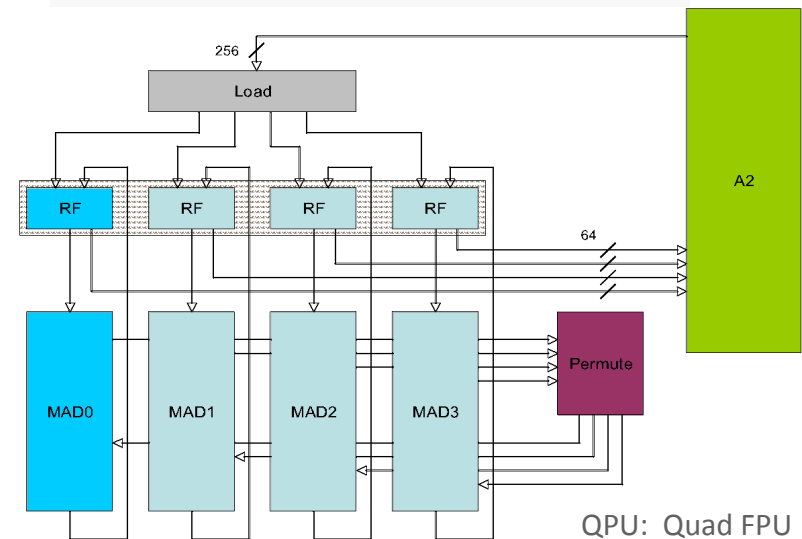 256
Load
A2
RF
RF
RF
RF
64
MAD0
MAD1
MAD2
MAD3
Permute
QPU: Quad FPU